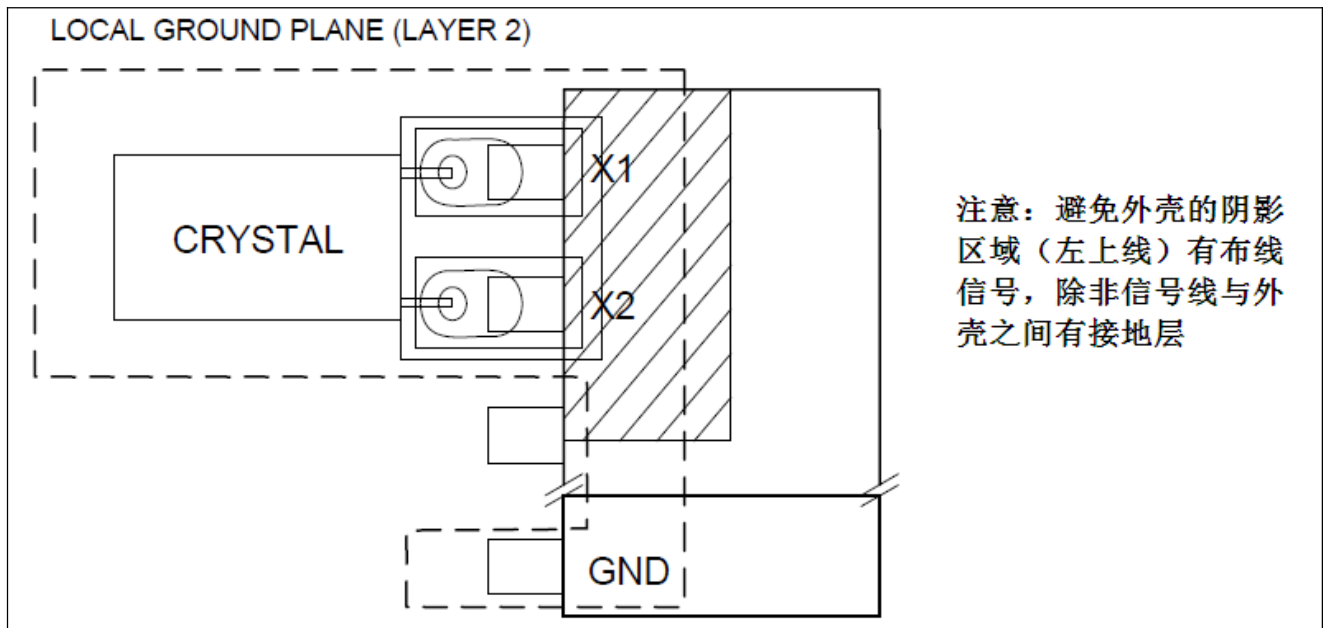 LOCAL GROUND PLANE (LAYER 2)
X1
CRYSTAL
X2
注意：避免外壳的阴影
区域（左上线）有布线
信号，除非信号线与外
壳之间有接地层
GND